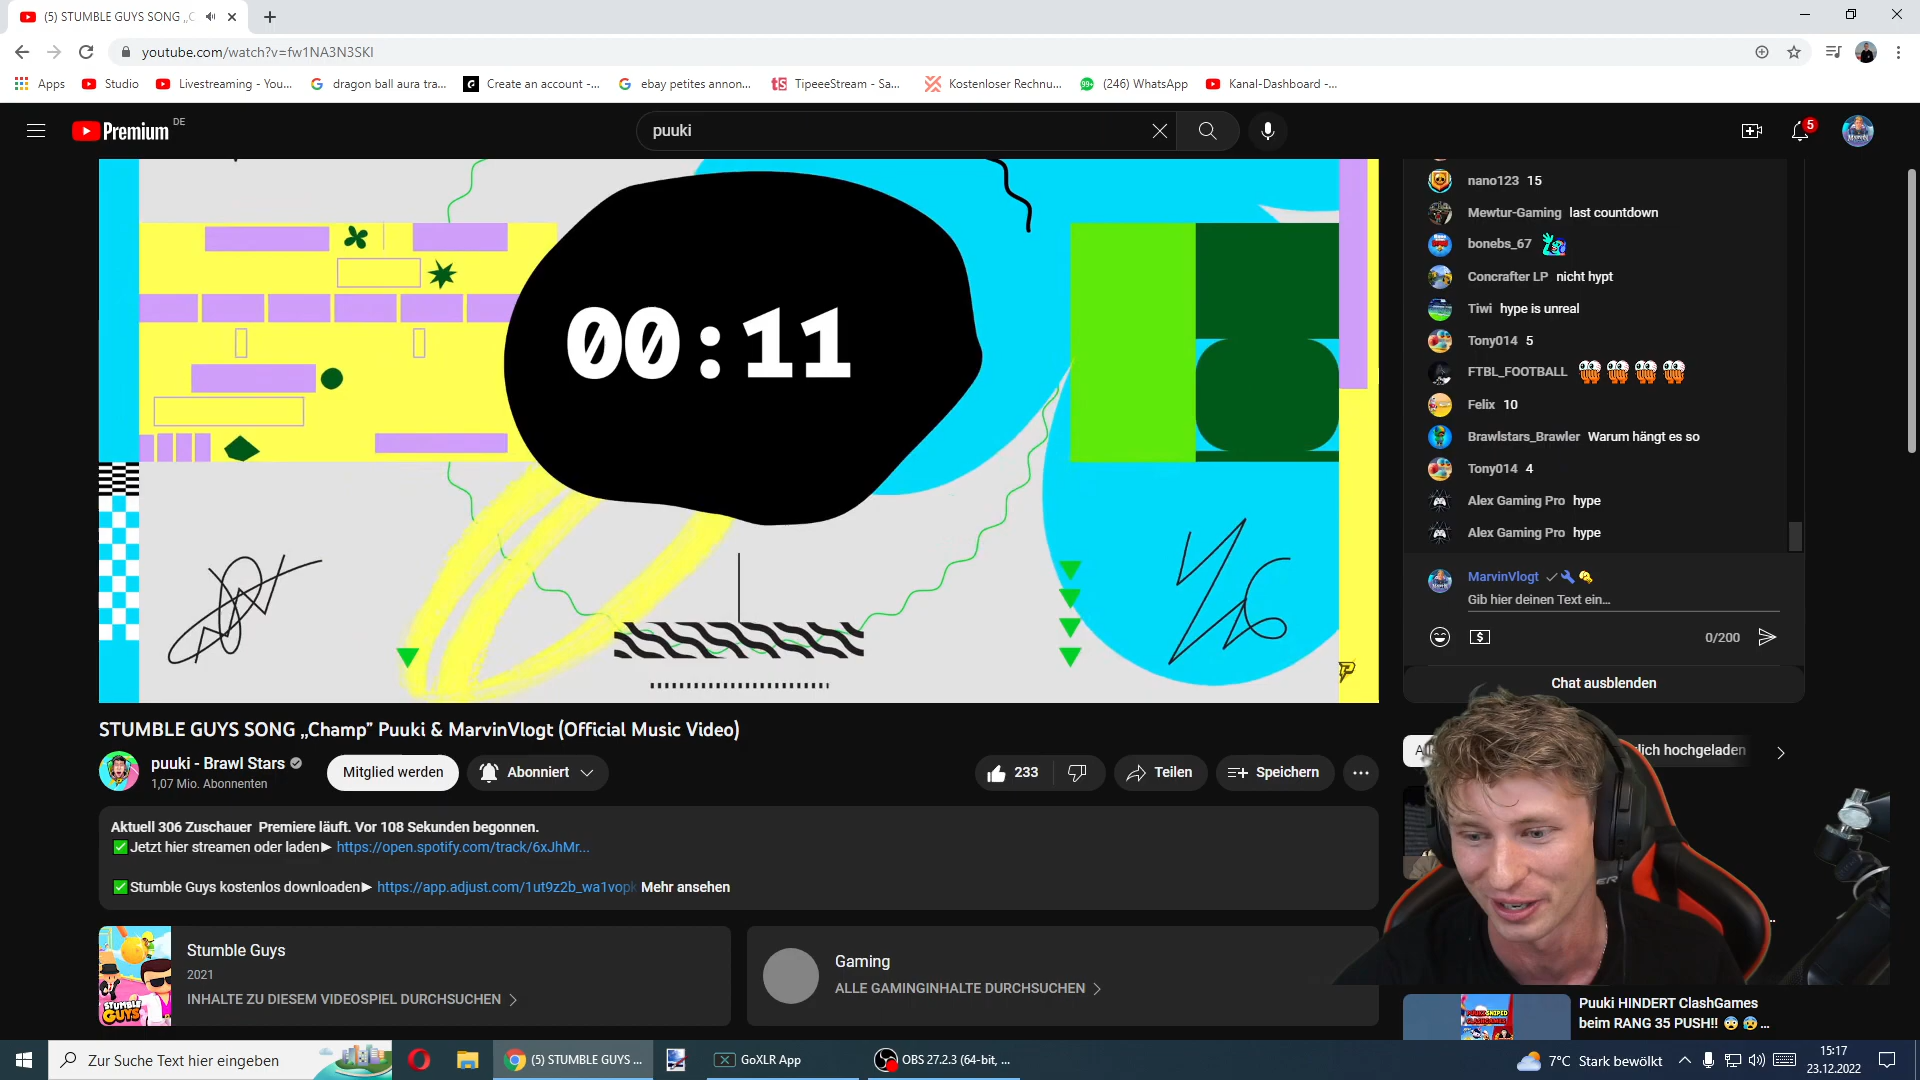 (5) STUMBLE GUYS SONG „C
youtube.com/watch?v=fw1NA3N3SKI
Apps
Studio
Livestreaming - You...
dragon ball aura tra...
Create an account -...
ebay petites annon...
TipeeeStream - Sa...
Kostenloser Rechnu...
99+
(246) WhatsApp
Kanal-Dashboard -...
Premium DE
puuki
5
00:11
nano123 15
Mewtur-Gaming last countdown
bonebs_67
Concrafter LP nicht hypt
Tiwi hype is unreal
Tony014 5
FTBL_FOOTBALL
Felix 10
Brawlstars_Brawler Warum hängt es so
Tony014 4
Alex Gaming Pro hype
Alex Gaming Pro hype
MarvinVlogt
Gib hier deinen Text ein...
0/200
Chat ausblenden
STUMBLE GUYS SONG „Champ” Puuki & MarvinVlogt (Official Music Video)
puuki - Brawl Stars
1,07 Mio. Abonnenten
Mitglied werden
Abonniert
233
Teilen
Speichern
Aktuell 306 Zuschauer Premiere läuft. Vor 108 Sekunden begonnen.
✅Jetzt hier streamen oder laden► https://open.spotify.com/track/6xJhMr...
✅Stumble Guys kostenlos downloaden► https://app.adjust.com/1ut9z2b_wa1vopk Mehr ansehen
STUMBLE GUYS
Stumble Guys
2021
INHALTE ZU DIESEM VIDEOSPIEL DURCHSUCHEN
Gaming
ALLE GAMINGINHALTE DURCHSUCHEN
lich hochgeladen
Puuki HINDERT ClashGames
beim RANG 35 PUSH!! 😨 😰...
Zur Suche Text hier eingeben
(5) STUMBLE GUYS ...
GoXLR App
OBS 27.2.3 (64-bit, ...
7°C Stark bewölkt
15:17
23.12.2022